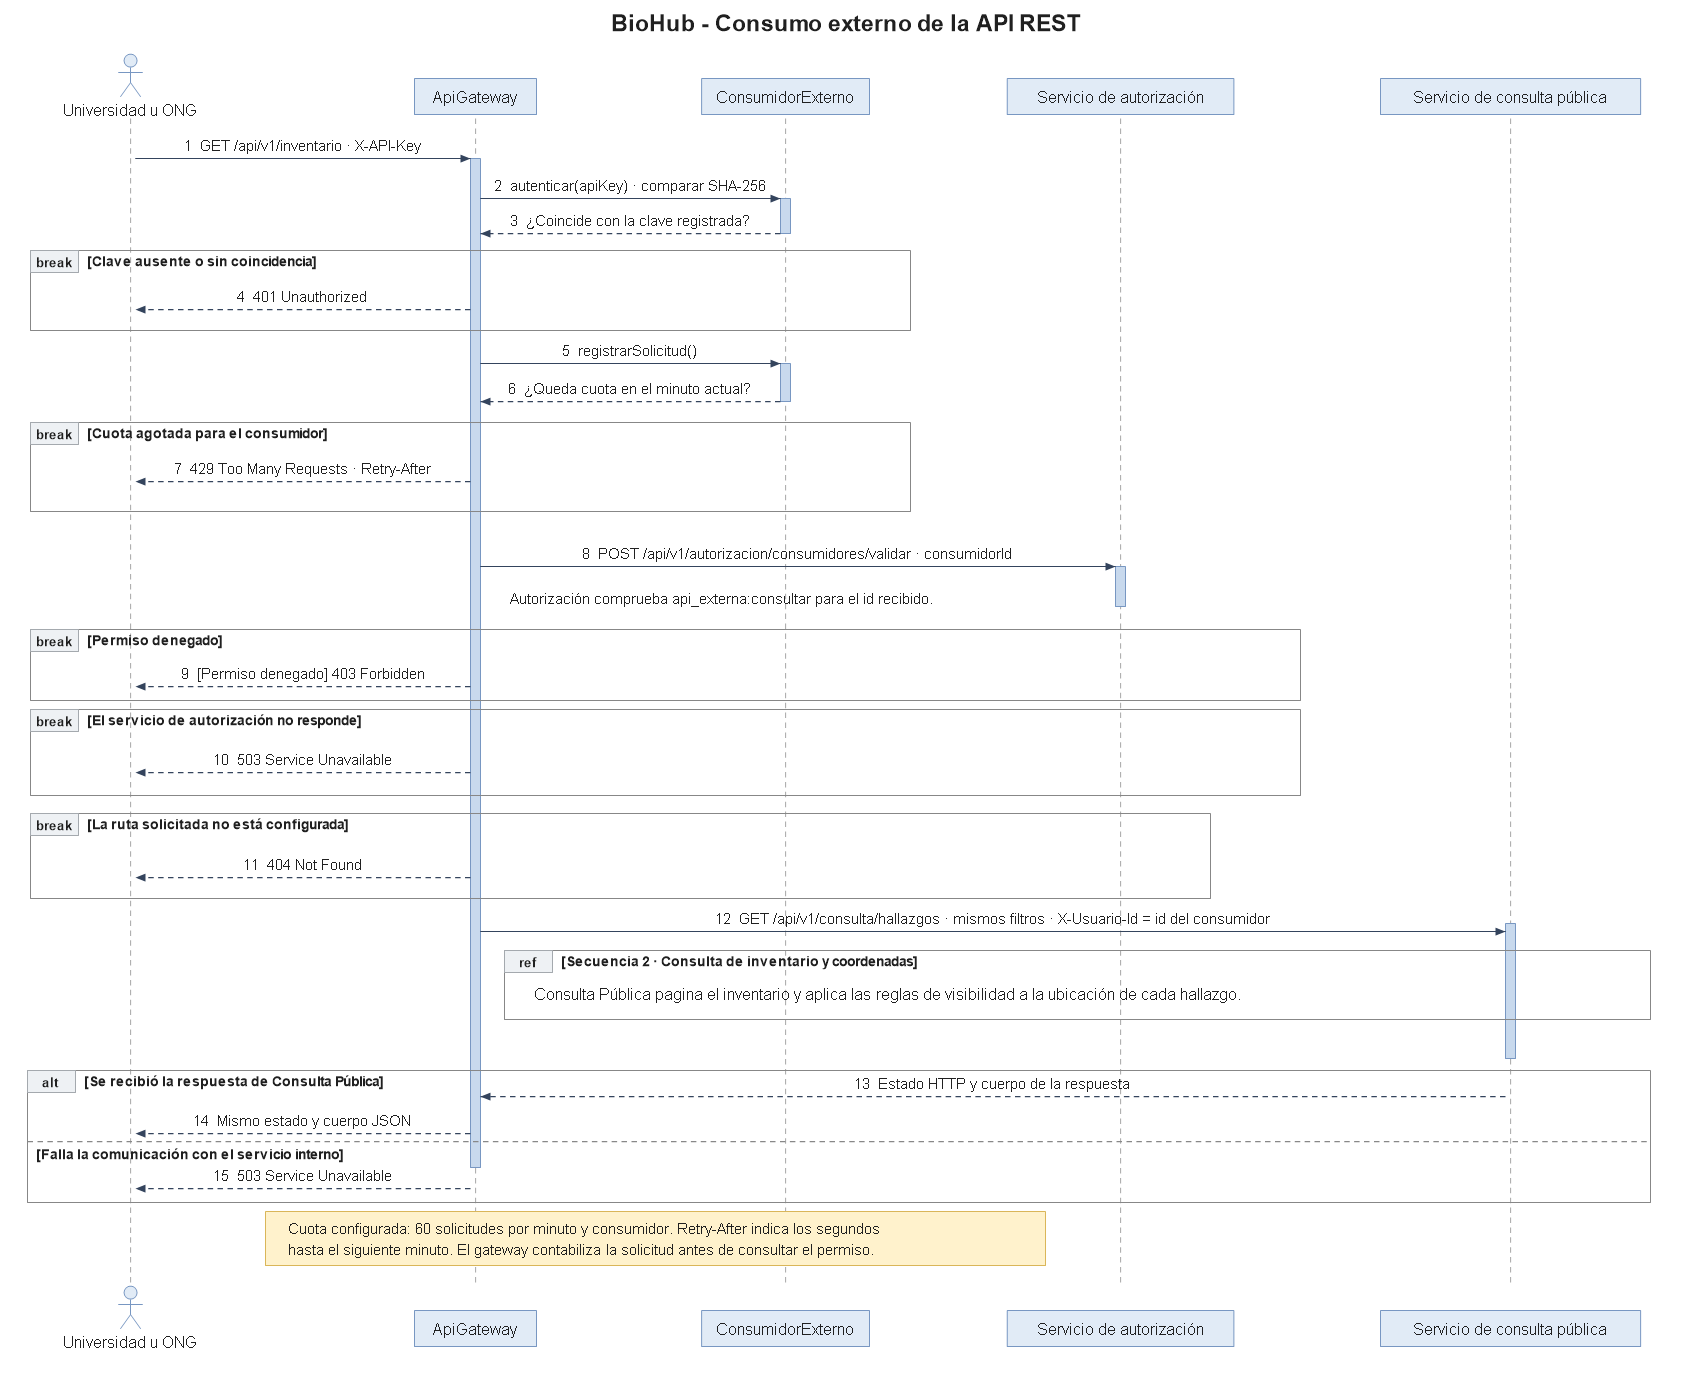 BioHub - Consumo externo de la API REST
Universidad u ONG
ApiGateway
ConsumidorExterno
Servicio de autorización
Servicio de consulta pública
1 GET /api/v1/inventario · X-API-Key
2 autenticar(apiKey) · comparar SHA-256
3 ¿Coincide con la clave registrada?
break [Clave ausente o sin coincidencia]
4 401 Unauthorized
5 registrarSolicitud()
6 ¿Queda cuota en el minuto actual?
break [Cuota agotada para el consumidor]
7 429 Too Many Requests · Retry-After
8 POST /api/v1/autorizacion/consumidores/validar · consumidorId
Autorización comprueba api_externa:consultar para el id recibido.
break [Permiso denegado]
9 [Permiso denegado] 403 Forbidden
break [El servicio de autorización no responde]
10 503 Service Unavailable
break [La ruta solicitada no está configurada]
11 404 Not Found
12 GET /api/v1/consulta/hallazgos · mismos filtros · X-Usuario-Id = id del consumidor
ref [Secuencia 2 · Consulta de inventario y coordenadas]
Consulta Pública pagina el inventario y aplica las reglas de visibilidad a la ubicación de cada hallazgo.
alt [Se recibió la respuesta de Consulta Pública]
13 Estado HTTP y cuerpo de la respuesta
14 Mismo estado y cuerpo JSON
[Falla la comunicación con el servicio interno]
15 503 Service Unavailable
Cuota configurada: 60 solicitudes por minuto y consumidor. Retry-After indica los segundos
hasta el siguiente minuto. El gateway contabiliza la solicitud antes de consultar el permiso.
Universidad u ONG
ApiGateway
ConsumidorExterno
Servicio de autorización
Servicio de consulta pública